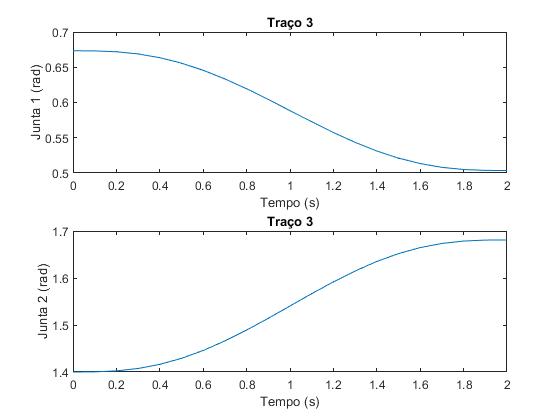 Traço 3
0.7
0.65
0.6
0.55
0.5
Junta 1 (rad)
0 0.2 0.4 0.6 0.8 1 1.2 1.4 1.6 1.8 2
Tempo (s)
Traço 3
1.7
1.6
1.5
1.4
Junta 2 (rad)
0 0.2 0.4 0.6 0.8 1 1.2 1.4 1.6 1.8 2
Tempo (s)